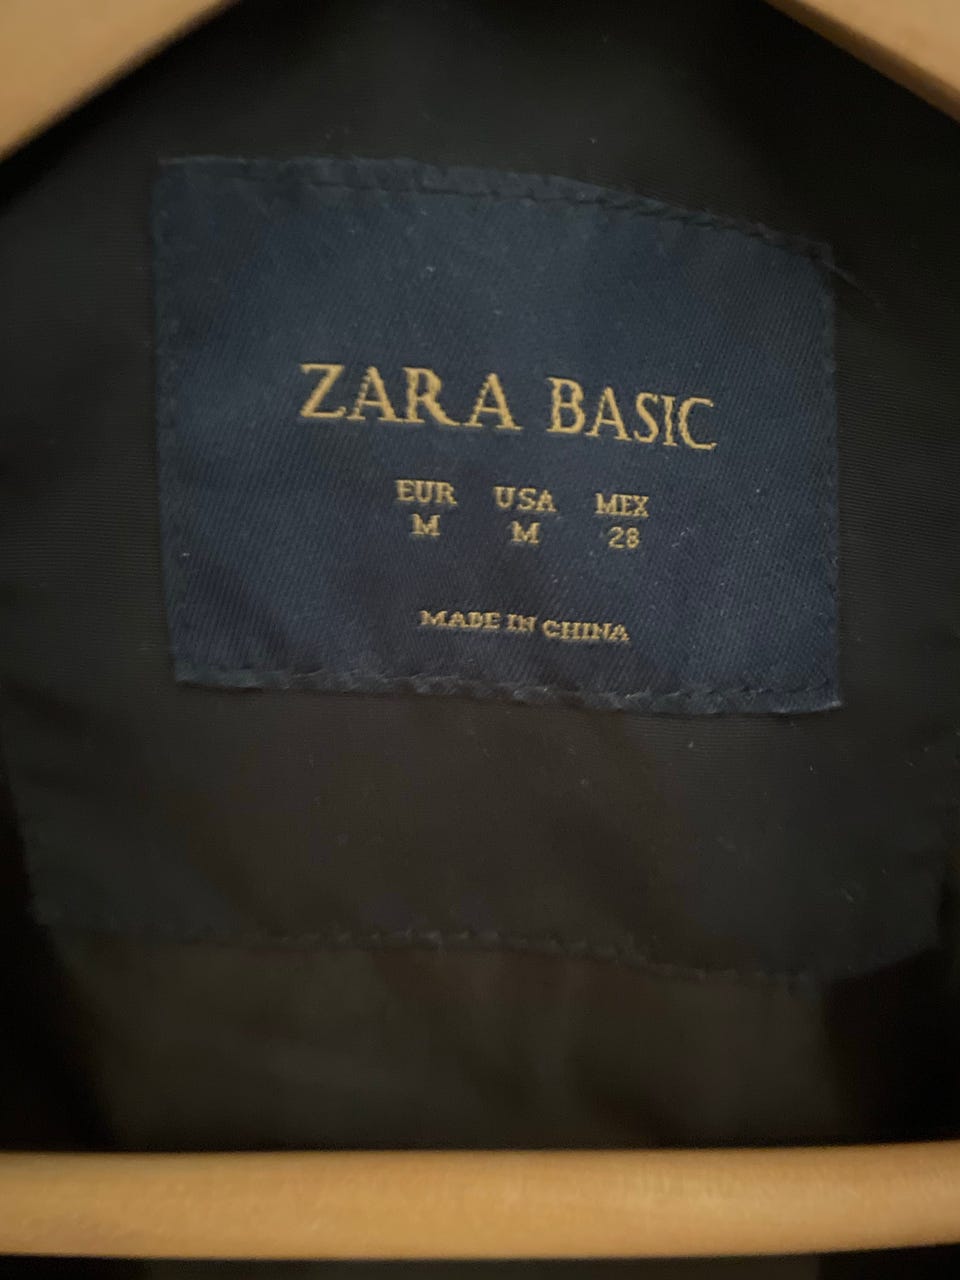 ZARA BASIC
EUR USA MEX
M M 28
MADE IN CHINA